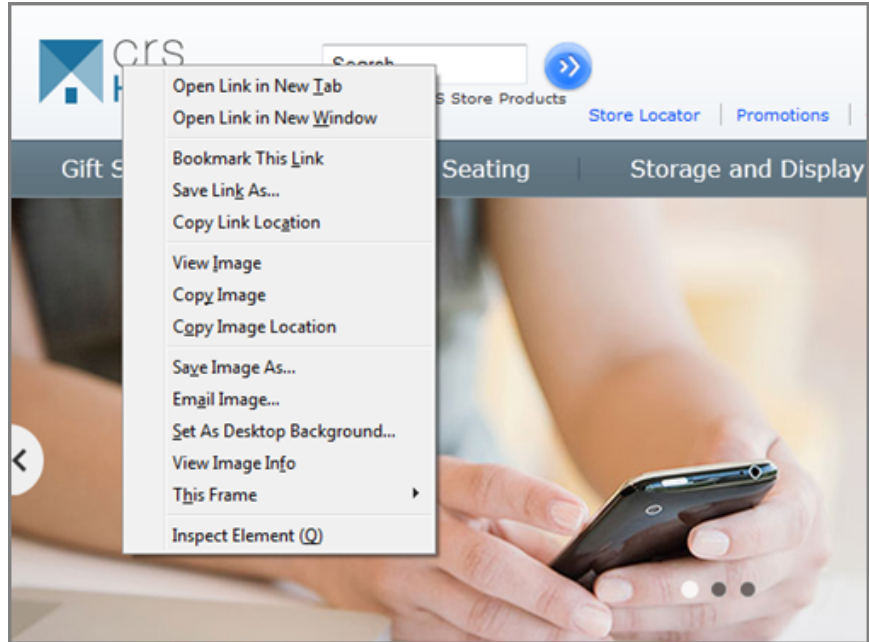 crs
Search
S Store Products
Store Locator
Promotions
Gift S
Seating
Storage and Display
Open Link in New Tab
Open Link in New Window
Bookmark This Link
Save Link As...
Copy Link Location
View Image
Copy Image
Copy Image Location
Save Image As...
Email Image...
Set As Desktop Background...
View Image Info
This Frame
Inspect Element (Q)